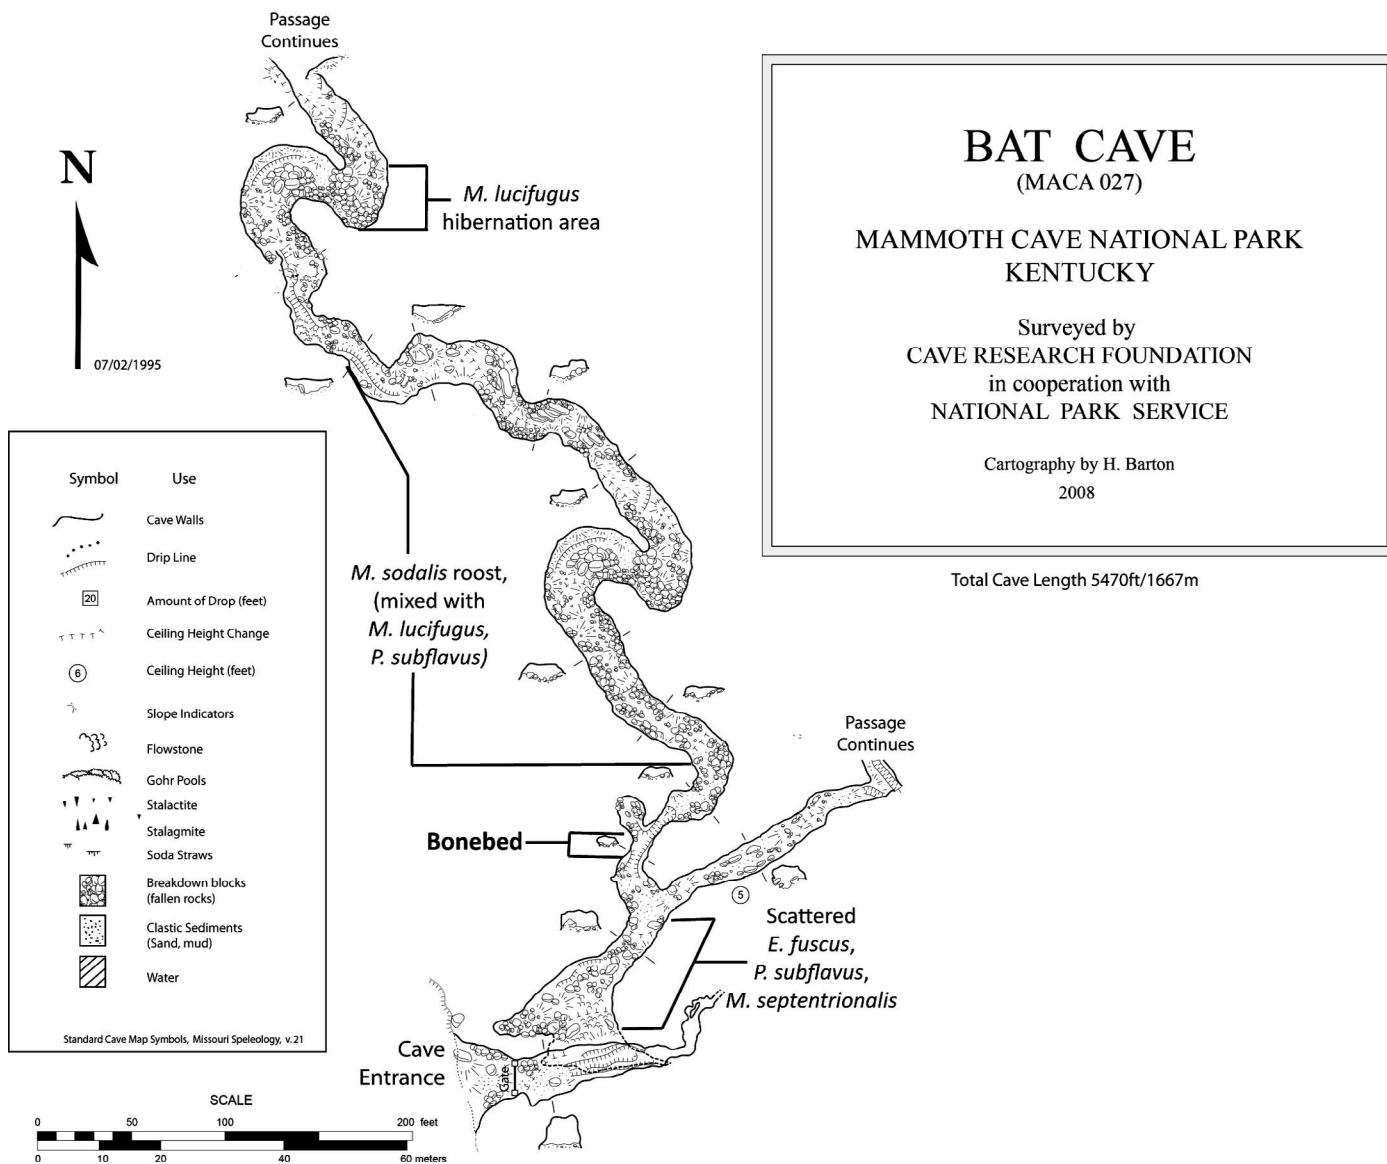 Passage
Continues
N
07/02/1995
M. lucifugus
hibernation area
BAT CAVE
(MACA 027)
MAMMOTH CAVE NATIONAL PARK
KENTUCKY
Surveyed by
CAVE RESEARCH FOUNDATION
in cooperation with
NATIONAL PARK SERVICE
Cartography by H. Barton
2008
Total Cave Length 5470ft/1667m
Symbol Use
Cave Walls
Drip Line
20 Amount of Drop (feet)
Ceiling Height Change
6 Ceiling Height (feet)
Slope Indicators
Flowstone
Gohr Pools
Stalactite
Stalagmite
Soda Straws
Breakdown blocks
(fallen rocks)
Clastic Sediments
(Sand, mud)
Water
Standard Cave Map Symbols, Missouri Speleology, v.21
M. sodalis roost,
(mixed with
M. lucifugus,
P. subflavus)
Passage
Continues
Bonebed
5
Scattered
E. fuscus,
P. subflavus,
M. septentrionalis
Cave
Entrance
Gate
SCALE
0 50 100 200 feet
0 10 20 40 60 meters